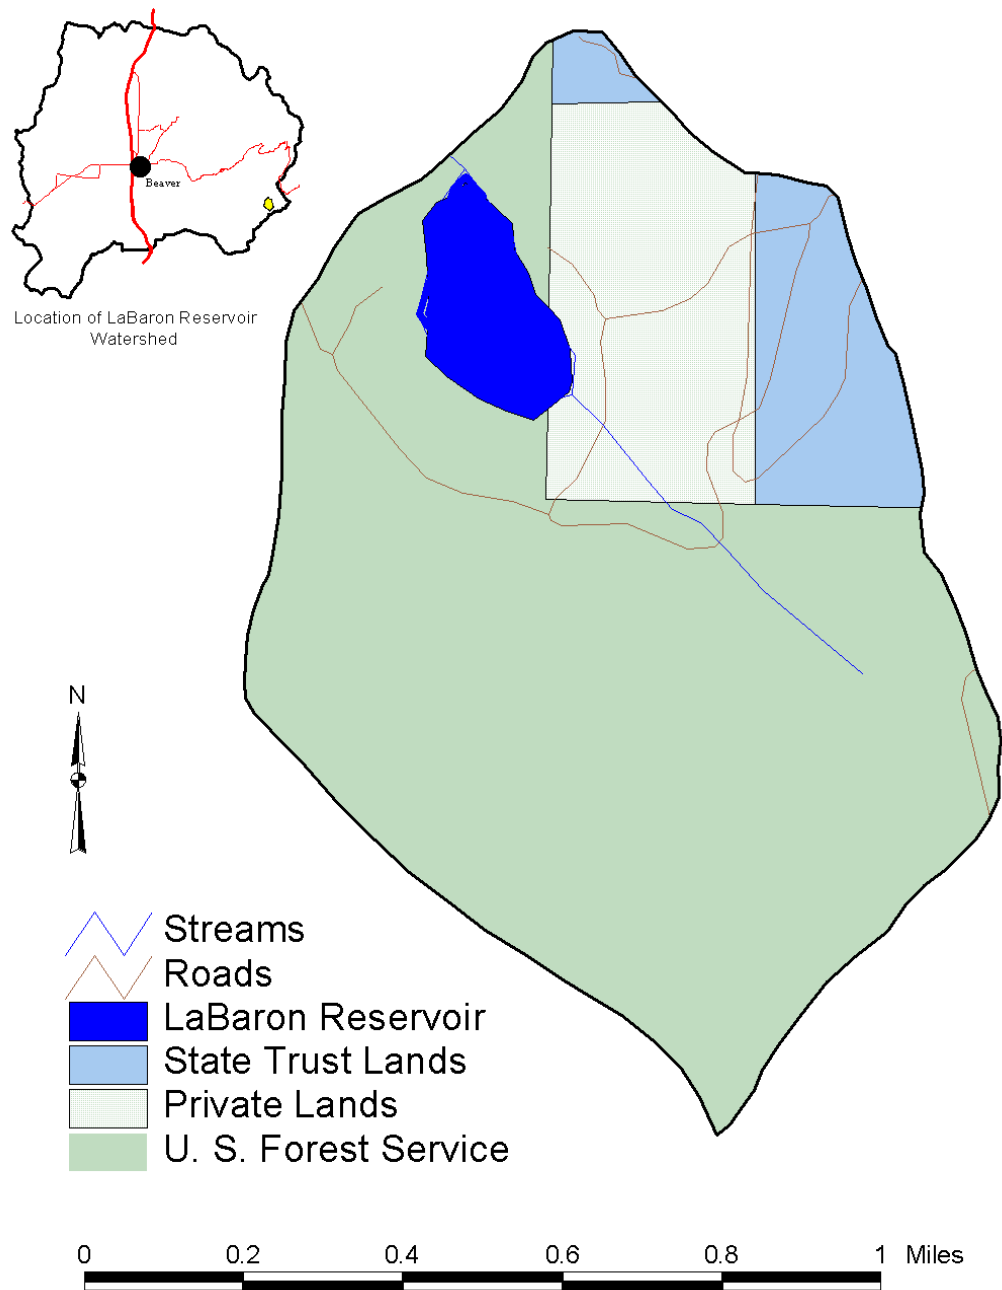 Beaver
Location of LaBaron Reservoir
Watershed
N
Streams
Roads
LaBaron Reservoir
State Trust Lands
Private Lands
U. S. Forest Service
0 0.2 0.4 0.6 0.8 1 Miles